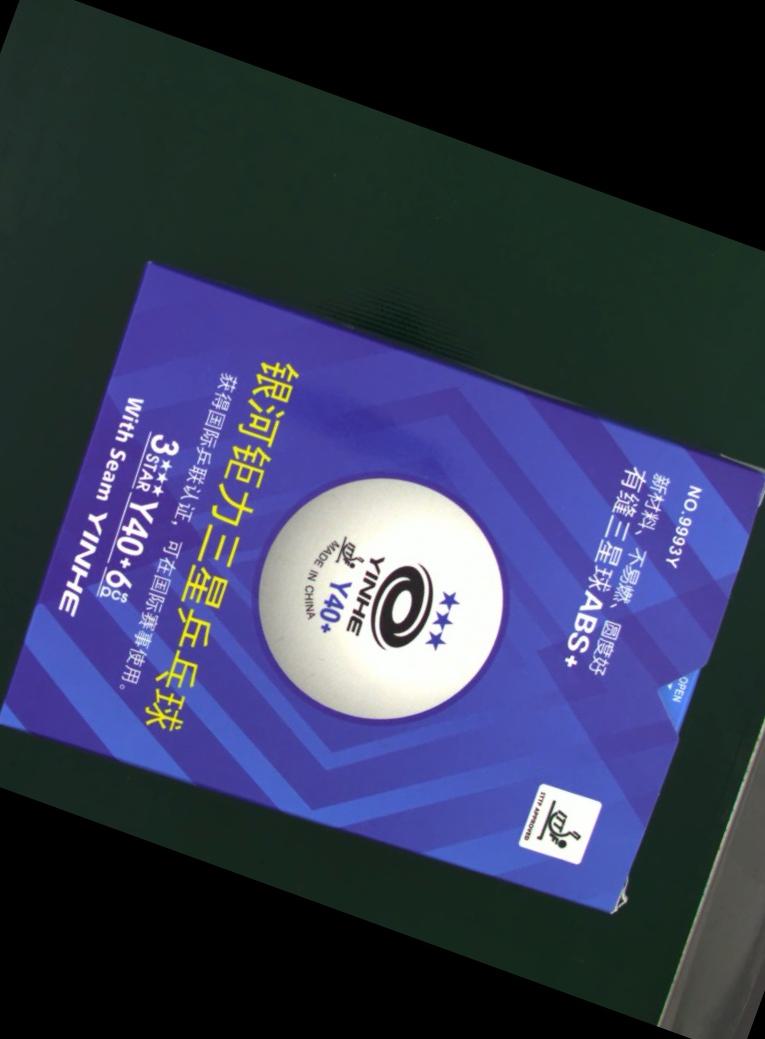 NO.9993Y
新材料、不易燃、圆度好
有缝三星球ABS+
OPEN
ITTF APPROVED
★★★
YINHE
Y40+
MADE IN CHINA
银河钜力三星乒乓球
获得国际乒联认证，可在国际赛事使用。
3★★★ STAR Y40+ 6PCS
With Seam YINHE